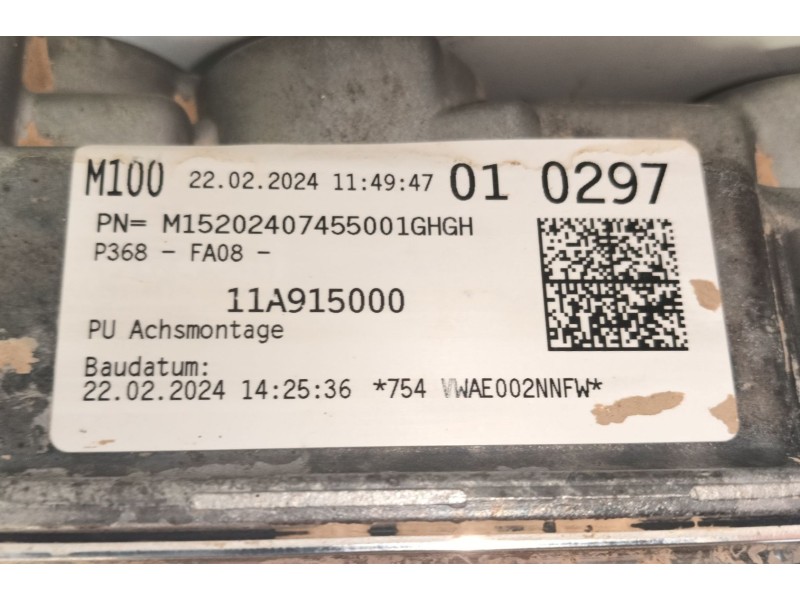 M100 22.02.2024 11:49:47 01 0297
PN= M15202407455001GHGH
P368 - FA08 -
11A915000
PU Achsmontage
Baudatum:
22.02.2024 14:25:36 *754 VWAE002NNFW*